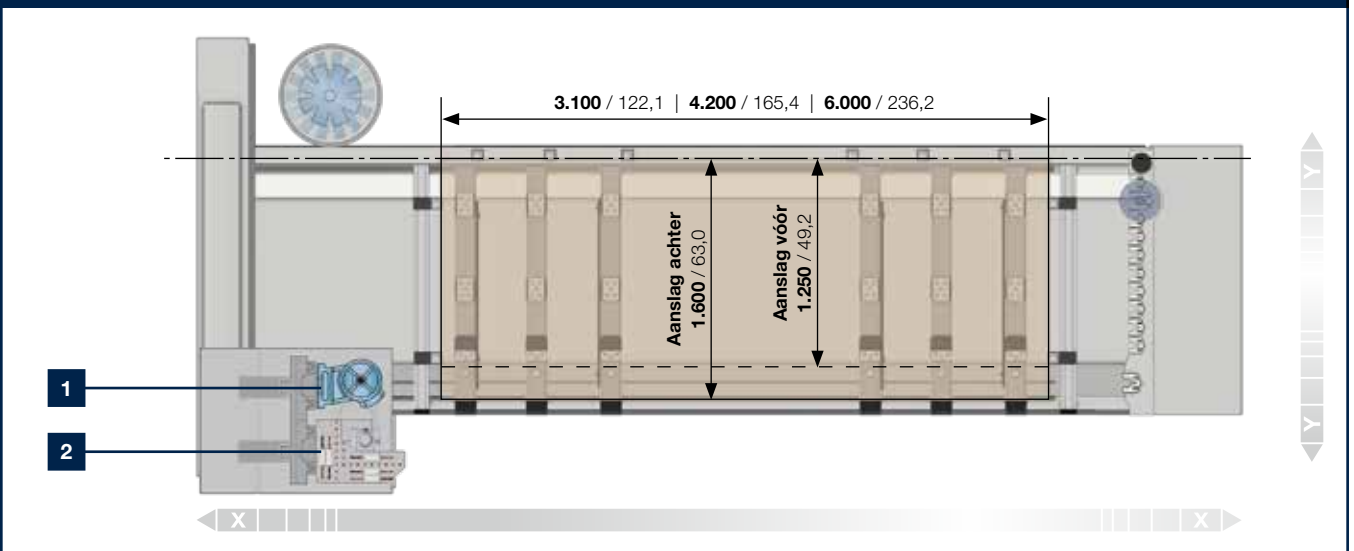 3.100 / 122,1 | 4.200 / 165,4 | 6.000 / 236,2
Aanslag achter
1.600 / 63,0
Aanslag vóór
1.250 / 49,2
1
2
Y
Y
X
X